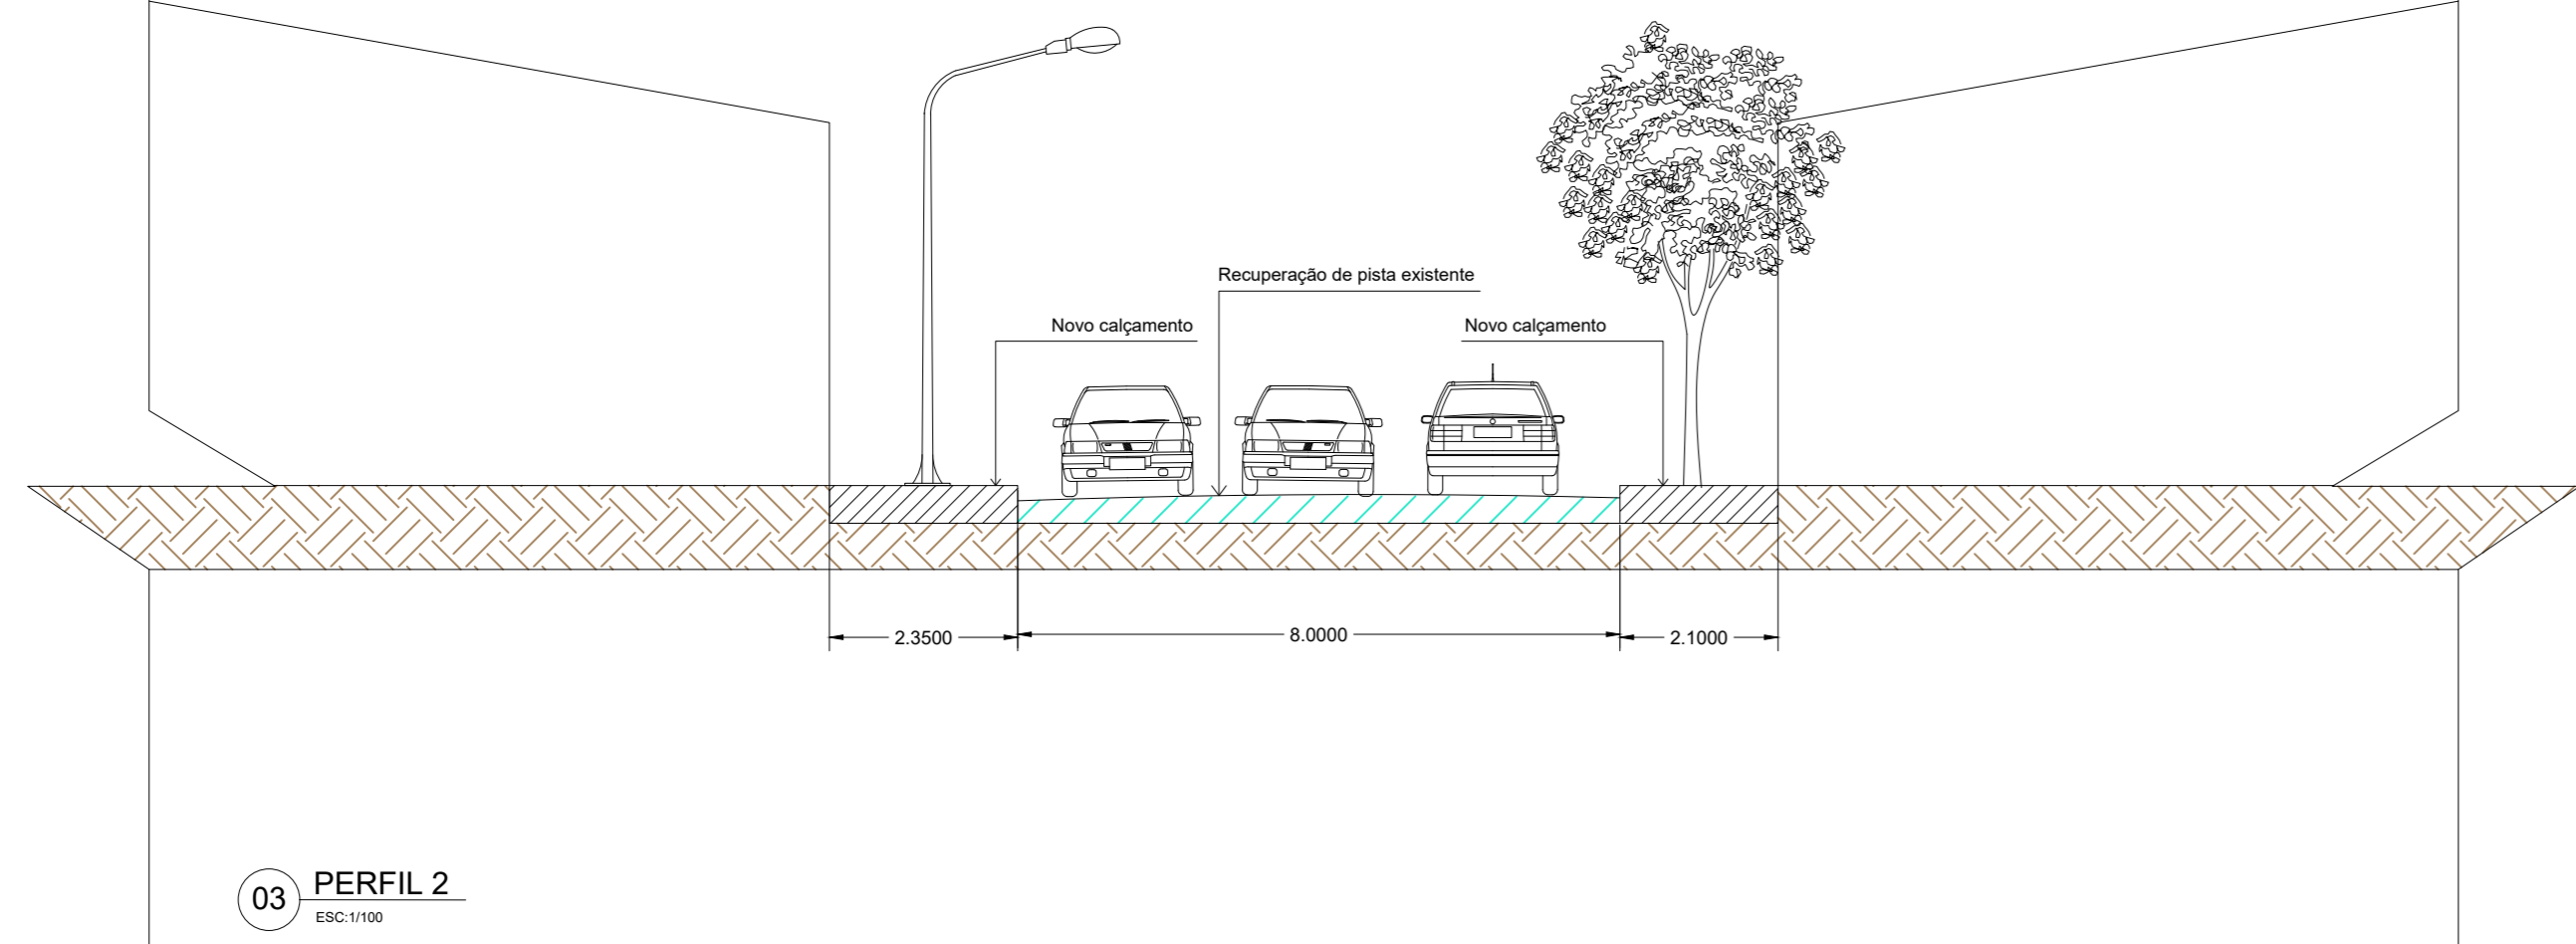 Recuperação de pista existente
Novo calçamento
Novo calçamento
2.3500
8.0000
2.1000
03
PERFIL 2
ESC:1/100